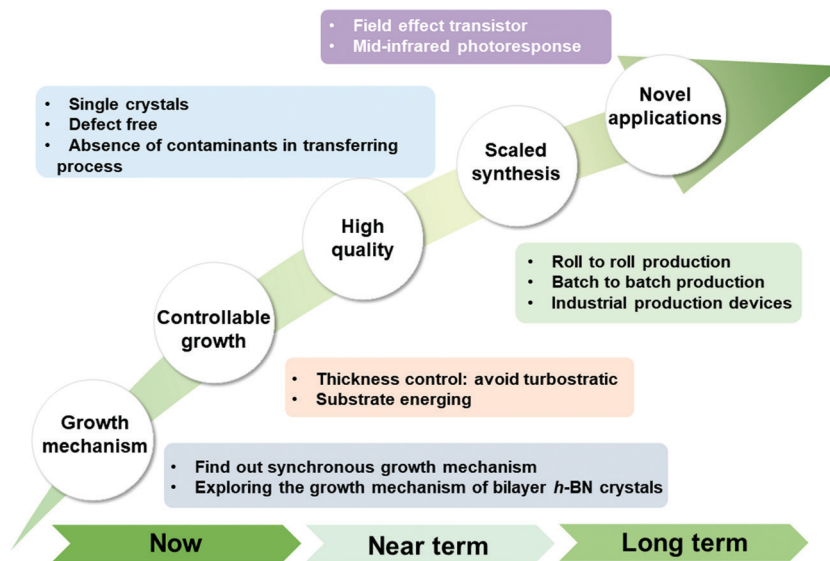 • Field effect transistor
• Mid-infrared photoresponse
Novel
applications
• Single crystals
• Defect free
• Absence of contaminants in transferring
process
Scaled
synthesis
High
quality
• Roll to roll production
• Batch to batch production
• Industrial production devices
Controllable
growth
• Thickness control: avoid turbostratic
• Substrate energing
Growth
mechanism
• Find out synchronous growth mechanism
• Exploring the growth mechanism of bilayer h-BN crystals
Now
Near term
Long term